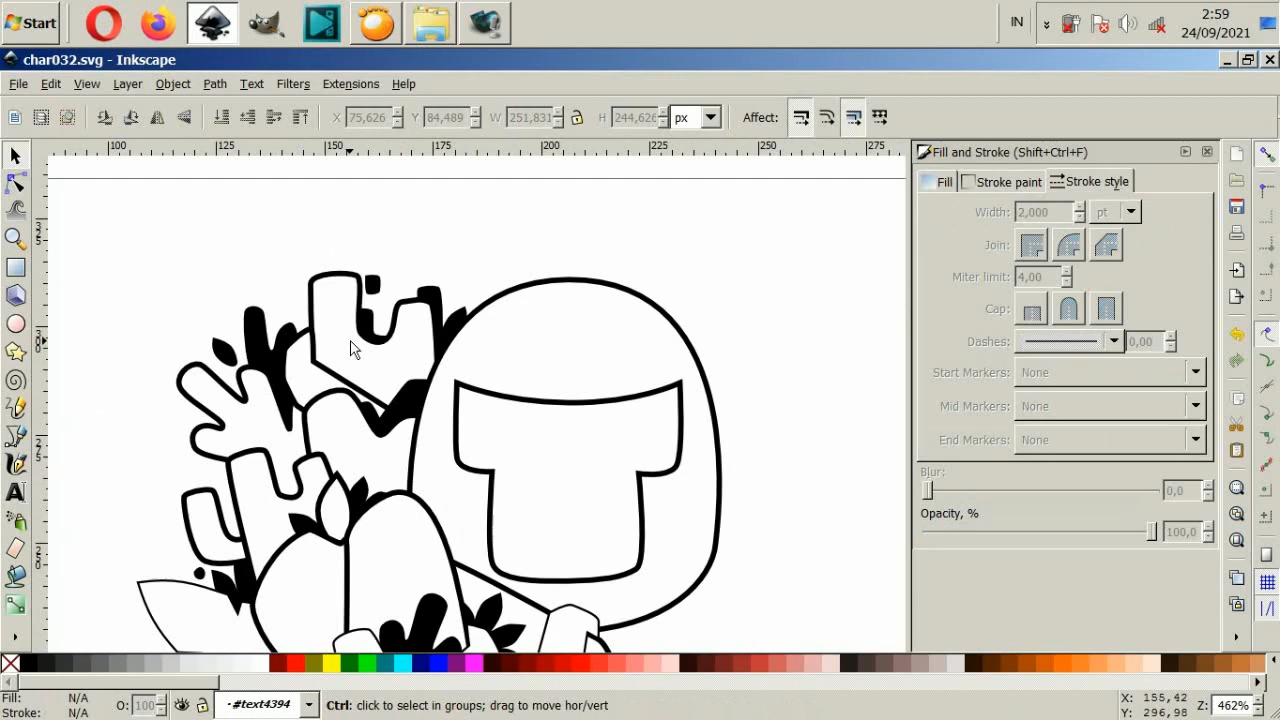 Start
IN
2:59
24/09/2021
char032.svg - Inkscape
File Edit View Layer Object Path Text Filters Extensions Help
X 75,626 Y 84,489 W 251,831 H 244,626 px Affect:
100 125 150 175 200 225 250 275
Fill and Stroke (Shift+Ctrl+F)
Fill Stroke paint Stroke style
Width: 2,000 pt
Join:
Miter limit: 4,00
Cap:
Dashes: 0,00
Start Markers: None
Mid Markers: None
End Markers: None
Blur:
0,0
Opacity, %
100,0
Fill: N/A
Stroke: N/A
O: 100
#text4394
Ctrl: click to select in groups; drag to move hor/vert
X: 155,42
Y: 296,98
Z: 462%